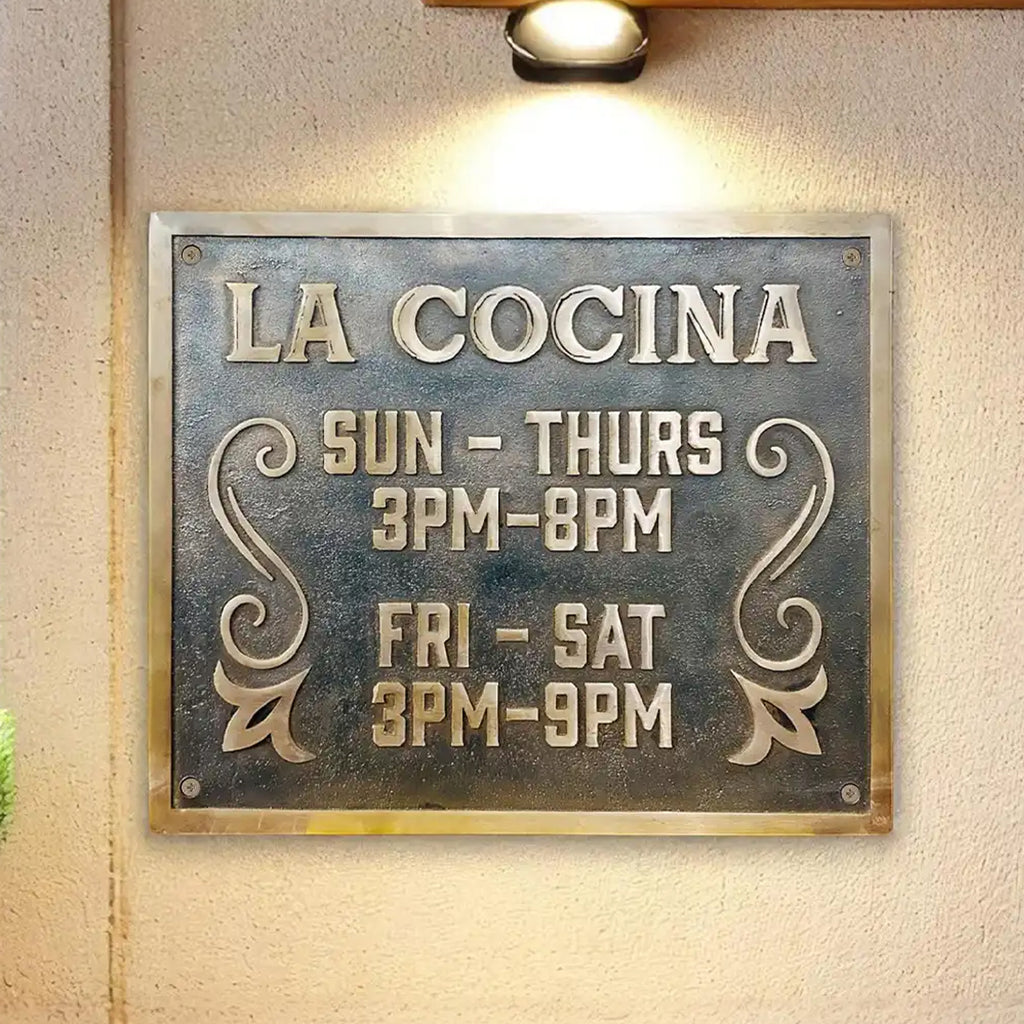 LA COCINA
SUN - THURS
3PM-8PM
FRI - SAT
3PM-9PM